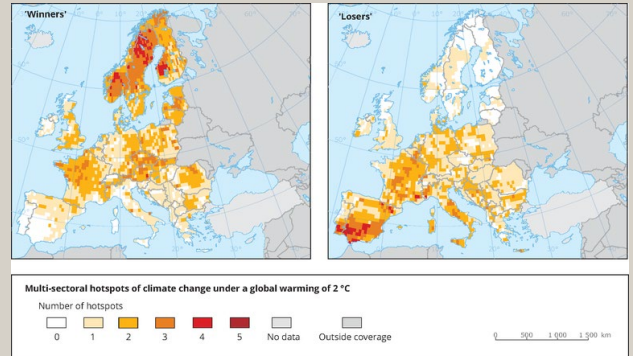 'Winners'
'Losers'
Multi-sectoral hotspots of climate change under a global warming of 2 °C
Number of hotspots
0 1 2 3 4 5 No data Outside coverage
0 500 1 000 1 500 km